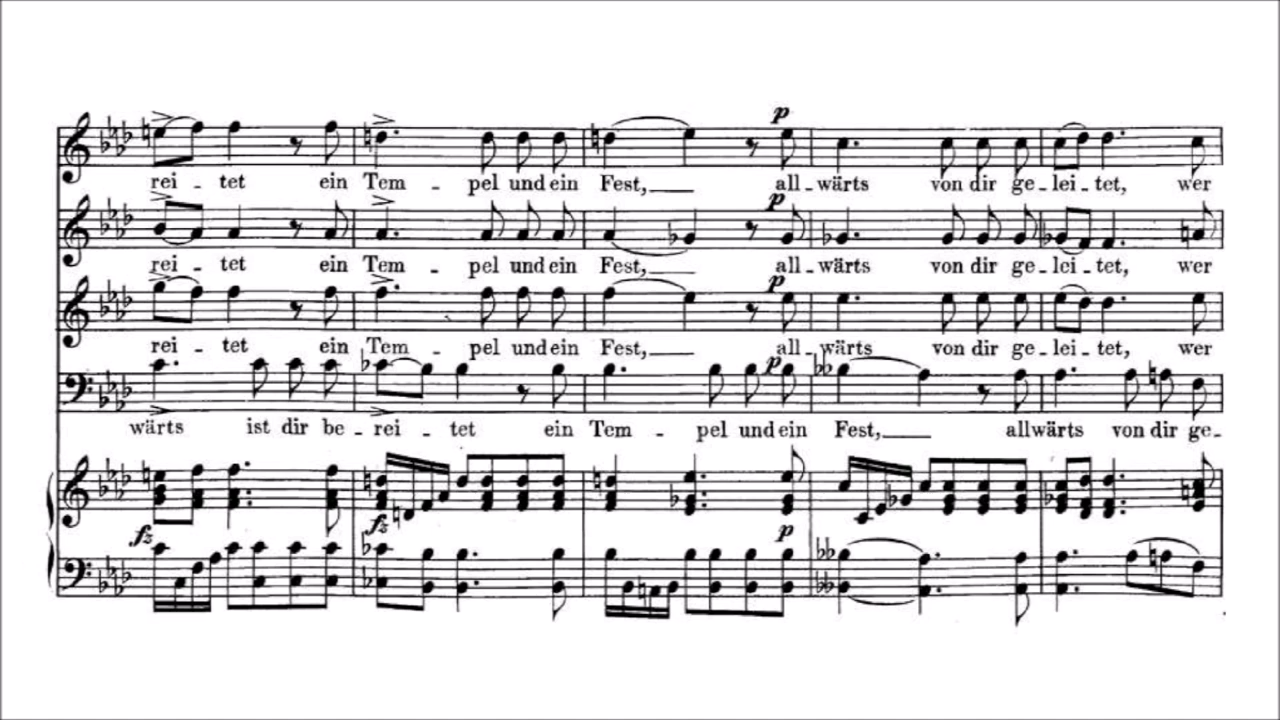 p
rei - tet ein Tem - pel und ein Fest, all - wärts von dir ge - lei - tet, wer
p
rei - tet ein Tem - pel und ein Fest, all - wärts von dir ge - lei - tet, wer
p
rei - tet ein Tem - pel und ein Fest, all - wärts von dir ge - lei - tet, wer
p
wärts ist dir be - rei - tet ein Tem - pel und ein Fest, allwärts von dir ge-
fz fz p